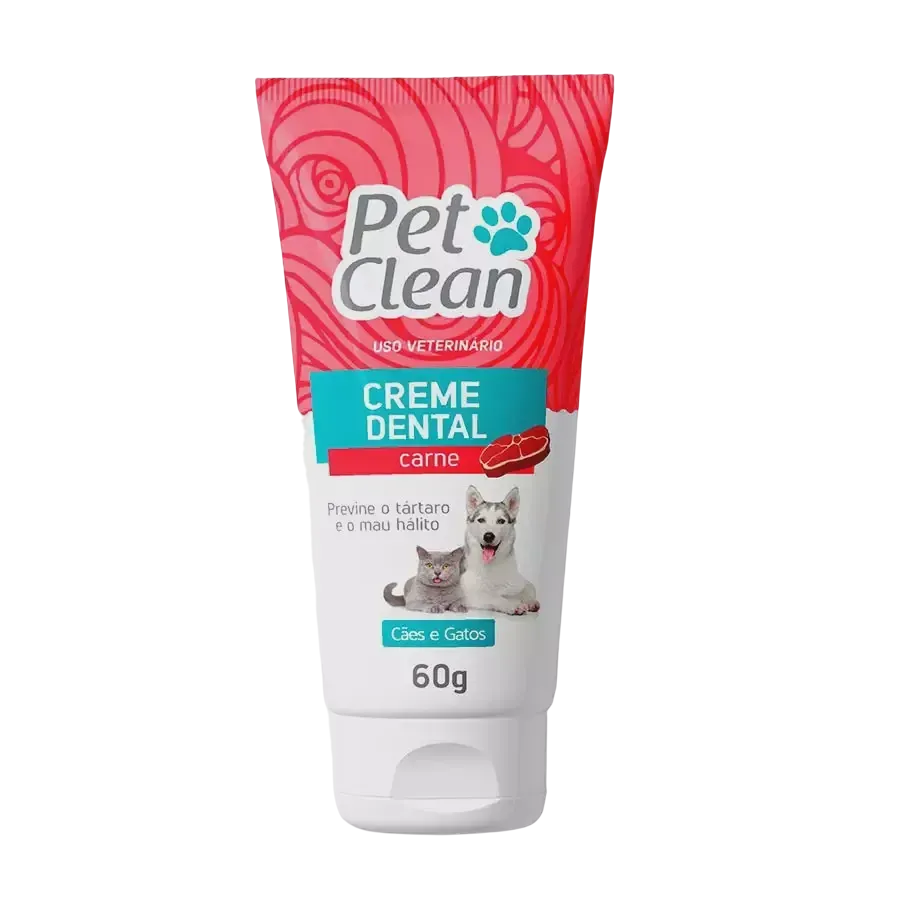 Pet
Clean
USO VETERINÁRIO
CREME
DENTAL
carne
Previne o tártaro
e o mau hálito
Cães e Gatos
60g